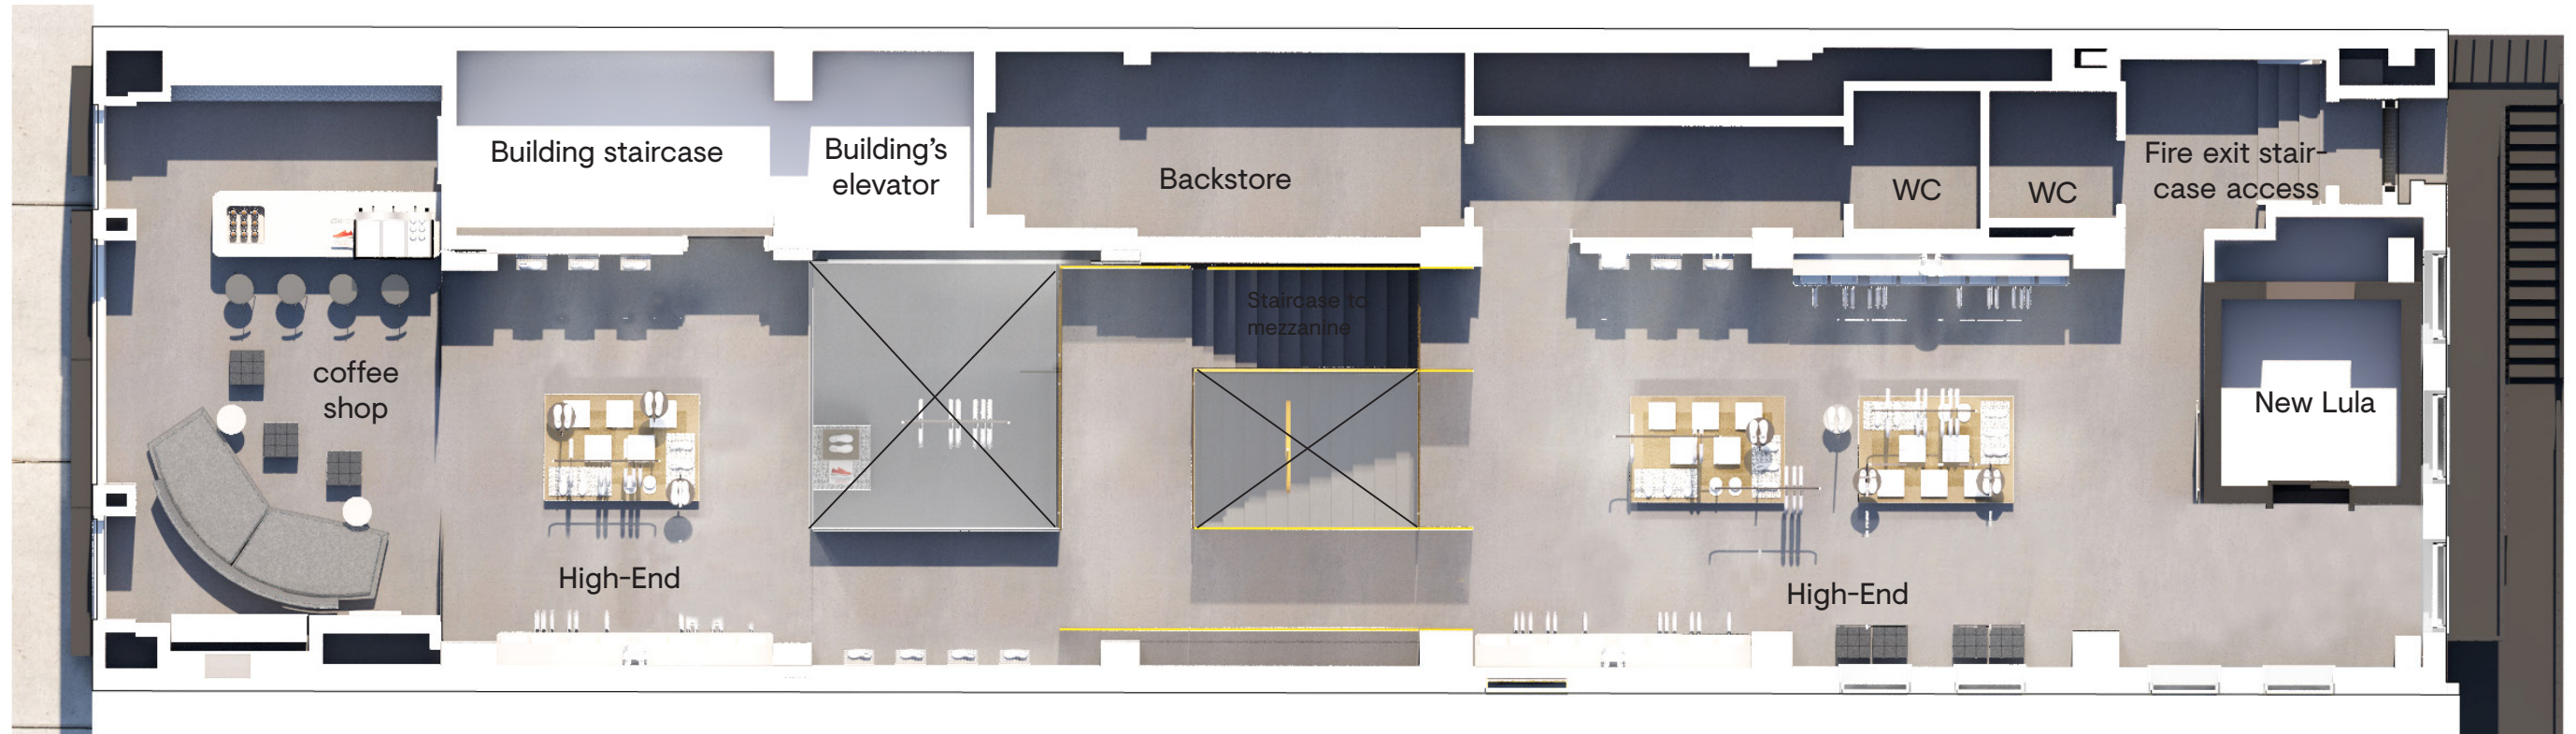 Building staircase
Building's
elevator
Backstore
WC
WC
Fire exit stair-
case access
Staircase to
mezzanine
coffee
shop
New Lula
High-End
High-End